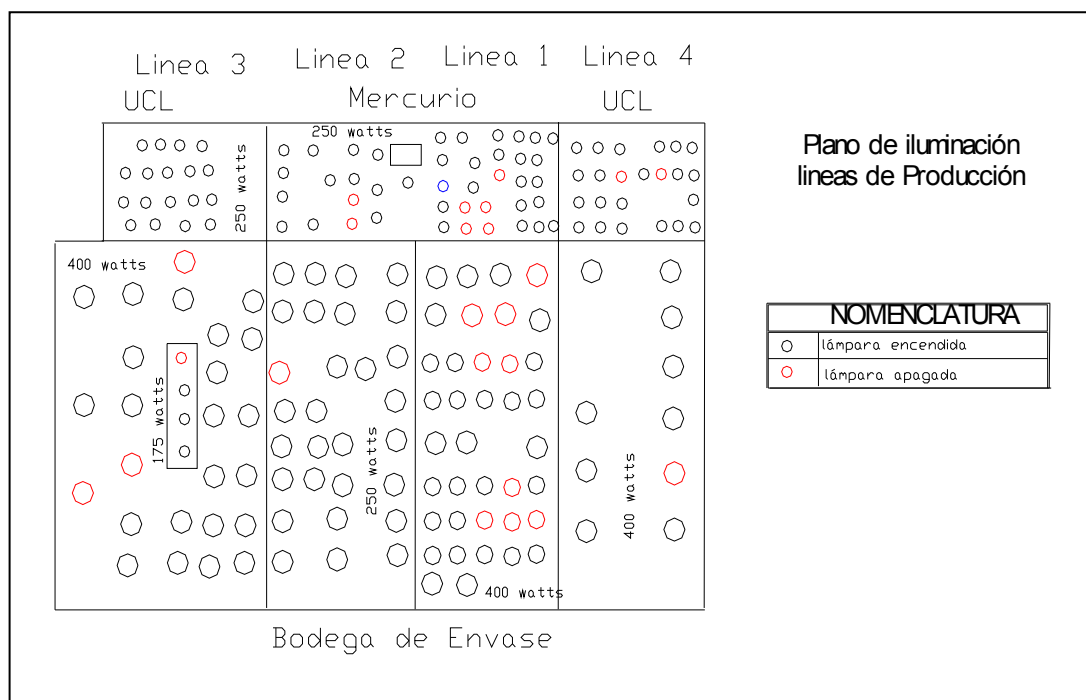 Linea 3
Linea 2
Linea 1
Linea 4
UCL
Mercurio
UCL
250 watts
250 watts
Plano de iluminación
lineas de Producción
400 watts
175 watts
250 watts
400 watts
400 watts
NOMENCLATURA
lámpara encendida
lámpara apagada
Bodega de Envase